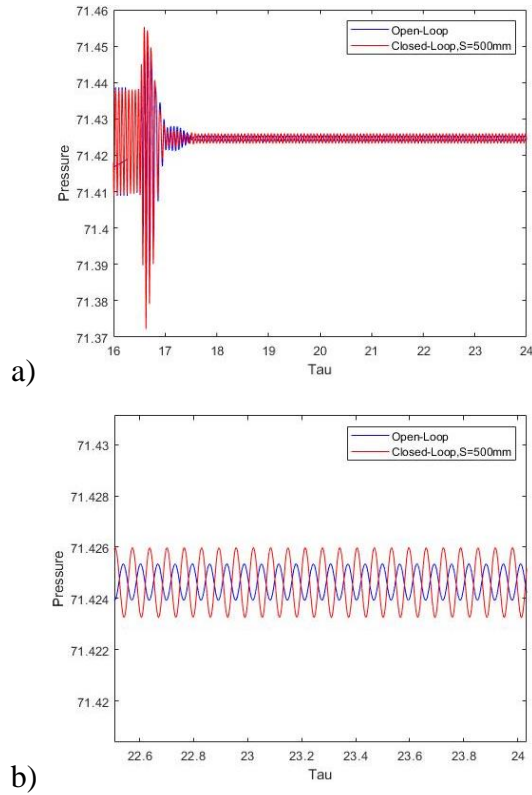 71.46
71.45
71.44
71.43
71.42
71.41
71.4
71.39
71.38
71.37
Pressure
Open-Loop
Closed-Loop,S=500mm
16 17 18 19 20 21 22 23 24
Tau
a)
71.43
71.428
71.426
71.424
71.422
71.42
Pressure
Open-Loop
Closed-Loop,S=500mm
22.6 22.8 23 23.2 23.4 23.6 23.8 24
Tau
b)